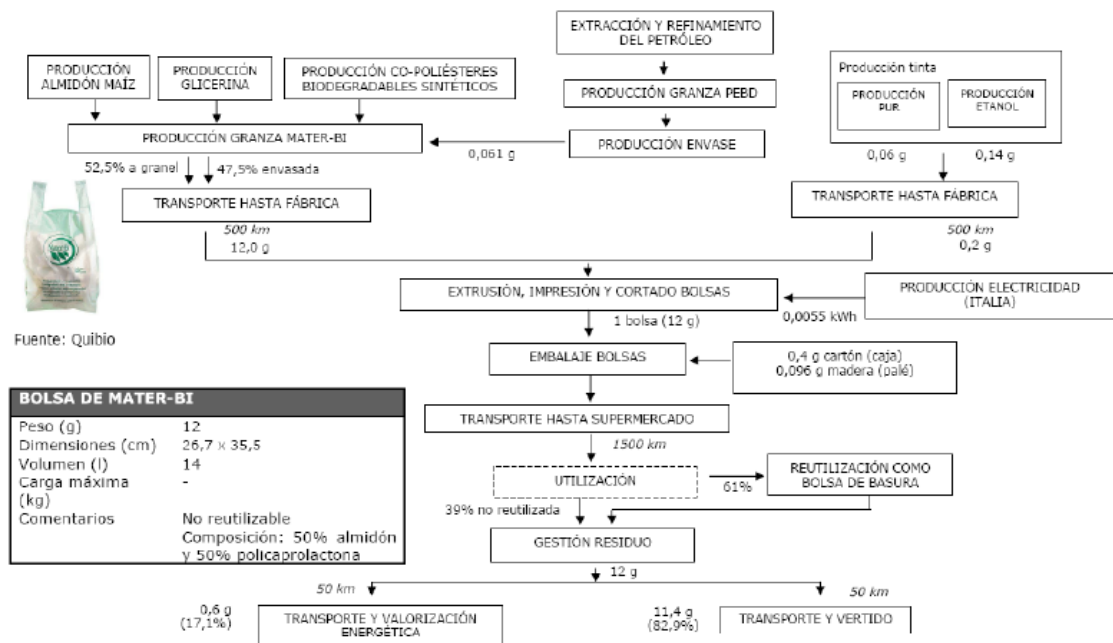 EXTRACCIÓN Y REFINAMIENTO
DEL PETRÓLEO
PRODUCCIÓN
ALMIDÓN MAÍZ
PRODUCCIÓN
GLICERINA
PRODUCCIÓN CO-POLIÉSTERES
BIODEGRADABLES SINTÉTICOS
PRODUCCIÓN GRANZA PEBD
Producción tinta
PRODUCCIÓN
PUR
PRODUCCIÓN
ETANOL
PRODUCCIÓN GRANZA MATER-BI
0,061 g
PRODUCCIÓN ENVASE
52,5% a granel
47,5% envasada
0,06 g
0,14 g
TRANSPORTE HASTA FÁBRICA
TRANSPORTE HASTA FÁBRICA
500 km
12,0 g
500 km
0,2 g
EXTRUSIÓN, IMPRESIÓN Y CORTADO BOLSAS
PRODUCCIÓN ELECTRICIDAD
(ITALIA)
0,0055 kWh
1 bolsa (12 g)
Fuente: Quibio
EMBALAJE BOLSAS
0,4 g cartón (caja)
0,096 g madera (palé)
BOLSA DE MATER-BI
Peso (g) 12
Dimensiones (cm) 26,7 x 35,5
Volumen (l) 14
Carga máxima -
(kg)
Comentarios No reutilizable
Composición: 50% almidón
y 50% policaprolactona
TRANSPORTE HASTA SUPERMERCADO
1500 km
UTILIZACIÓN
61%
REUTILIZACIÓN COMO
BOLSA DE BASURA
39% no reutilizada
GESTIÓN RESIDUO
12 g
50 km
50 km
0,6 g
(17,1%)
TRANSPORTE Y VALORIZACIÓN
ENERGÉTICA
11,4 g
(82,9%)
TRANSPORTE Y VERTIDO